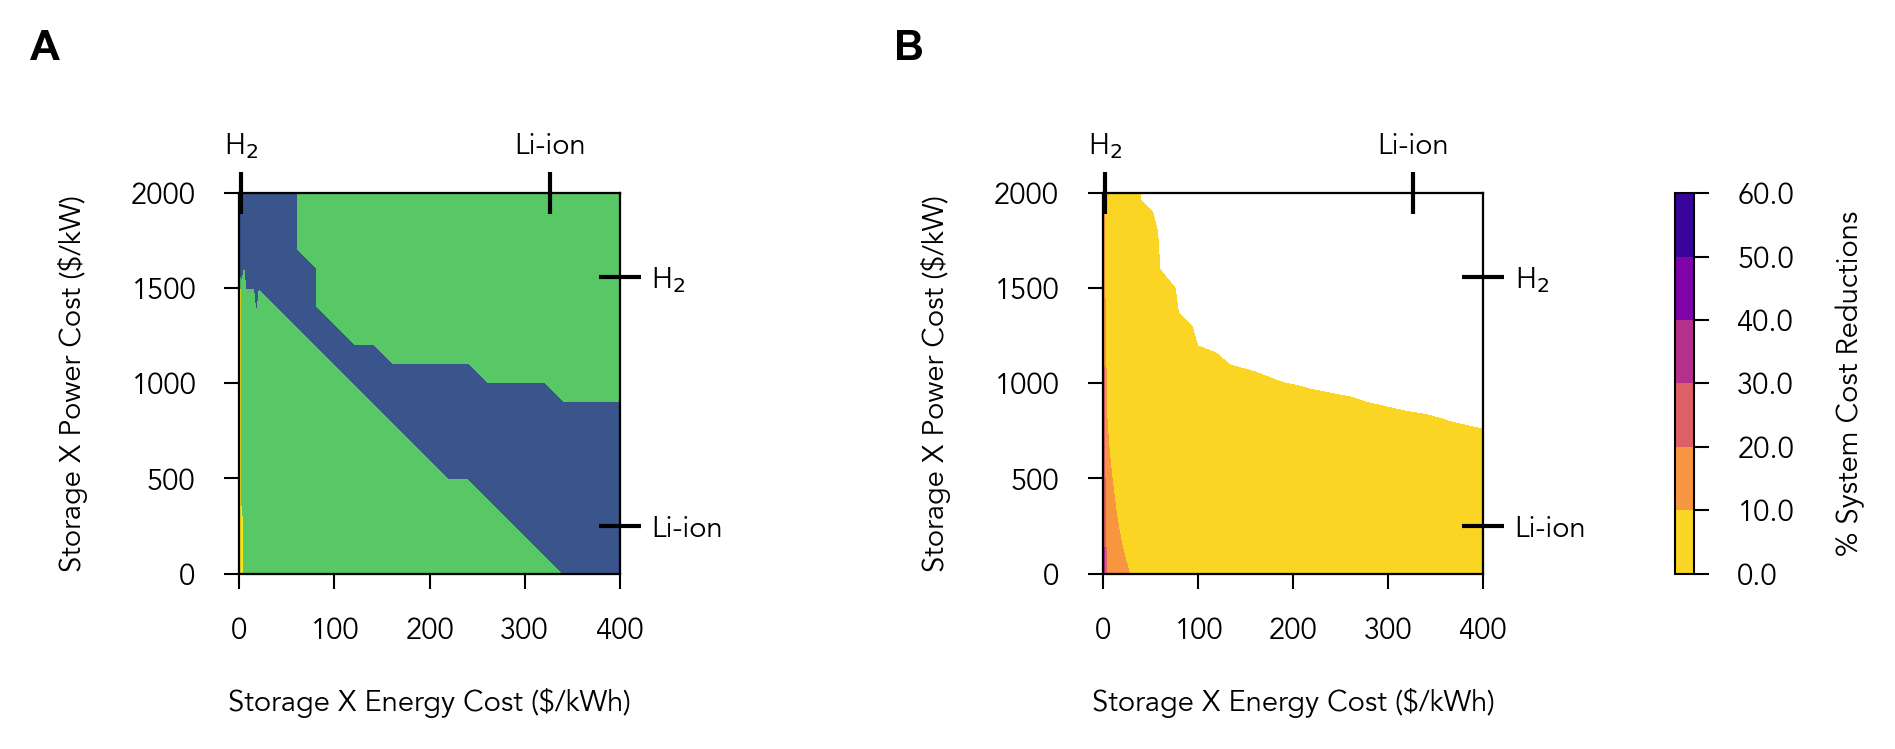 A
B
H₂ Li-ion
H₂ Li-ion
2000
1500
1000
500
0
Storage X Power Cost ($/kW)
H₂
Li-ion
0 100 200 300 400
Storage X Energy Cost ($/kWh)
2000
1500
1000
500
0
Storage X Power Cost ($/kW)
H₂
Li-ion
0 100 200 300 400
Storage X Energy Cost ($/kWh)
60.0
50.0
40.0
30.0
20.0
10.0
0.0
% System Cost Reductions